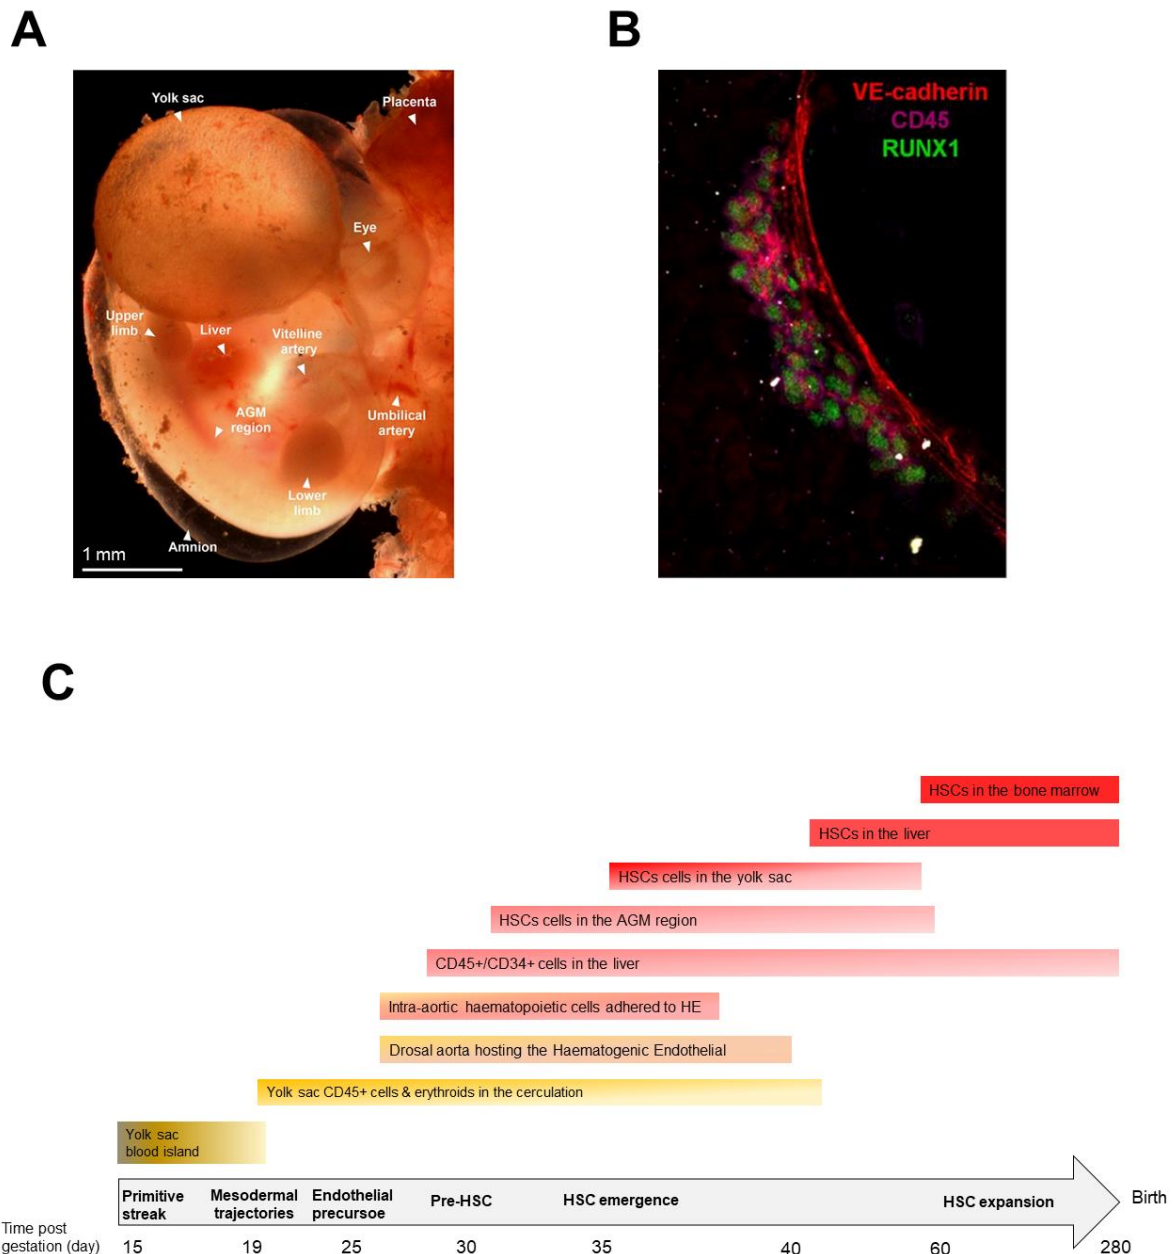 A
B
Yolk sac
Placenta
Eye
Upper
limb
Liver
Vitelline
artery
AGM
region
Umbilical
artery
Lower
limb
Amnion
1 mm
VE-cadherin
CD45
RUNX1
C
HSCs in the bone marrow
HSCs in the liver
HSCs cells in the yolk sac
HSCs cells in the AGM region
CD45+/CD34+ cells in the liver
Intra-aortic haematopoietic cells adhered to HE
Drosal aorta hosting the Haematogenic Endothelial
Yolk sac CD45+ cells & erythroids in the cerculation
Yolk sac
blood island
Primitive
streak
Mesodermal
trajectories
Endothelial
precursoe
Pre-HSC
HSC emergence
HSC expansion
Birth
Time post
gestation (day)
15 19 25 30 35 40 60 280